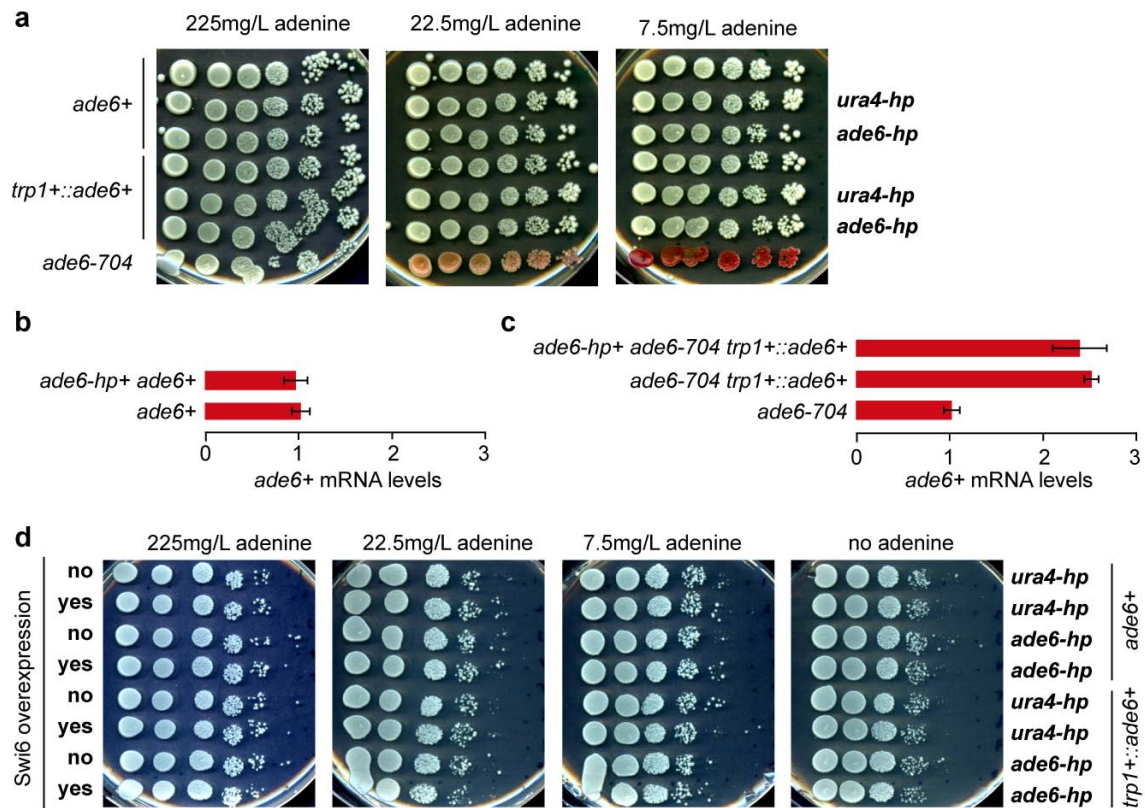 a
225mg/L adenine
22.5mg/L adenine
7.5mg/L adenine
ade6+
trp1+::ade6+
ade6-704
ura4-hp
ade6-hp
ura4-hp
ade6-hp
b
ade6-hp+ ade6+
ade6+
0 1 2 3
ade6+ mRNA levels
c
ade6-hp+ ade6-704 trp1+::ade6+
ade6-704 trp1+::ade6+
ade6-704
0 1 2 3
ade6+ mRNA levels
d
225mg/L adenine
22.5mg/L adenine
7.5mg/L adenine
no adenine
Swi6 overexpression
no
yes
no
yes
no
yes
no
yes
ura4-hp
ura4-hp
ade6-hp
ade6-hp
ura4-hp
ura4-hp
ade6-hp
ade6-hp
ade6+
trp1+::ade6+